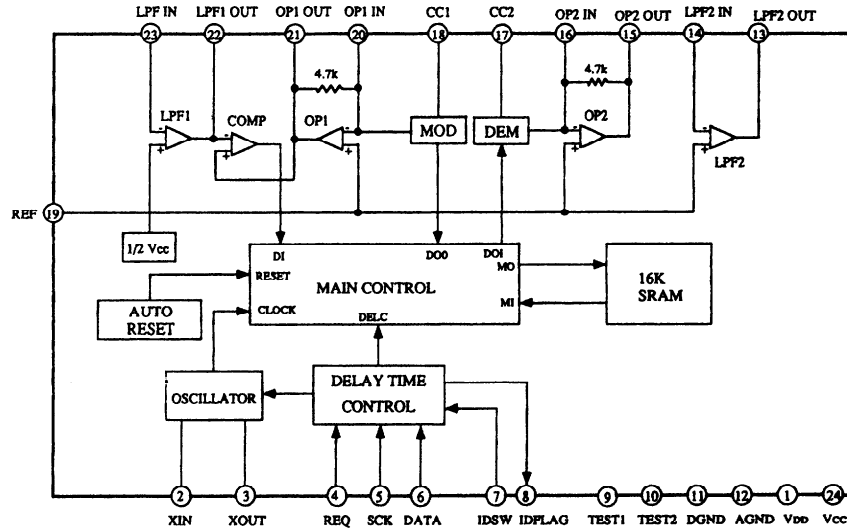 LPF IN LPF1 OUT OP1 OUT OP1 IN CC1 CC2 OP2 IN OP2 OUT LPF2 IN LPF2 OUT
23 22 21 20 18 17 16 15 14 13
4.7k 4.7k
LPF1 COMP OP1 MOD DEM OP2 LPF2
- + - + - + - + - +
REF 19
1/2 Vcc
DI DO0 DOI
RESET MO
MAIN CONTROL
CLOCK MI
DELC
16K
SRAM
AUTO
RESET
OSCILLATOR
DELAY TIME
CONTROL
2 3 4 5 6 7 8 9 10 11 12 1 24
XIN XOUT REQ SCK DATA IDSW IDFLAG TEST1 TEST2 DGND AGND VDD VCC